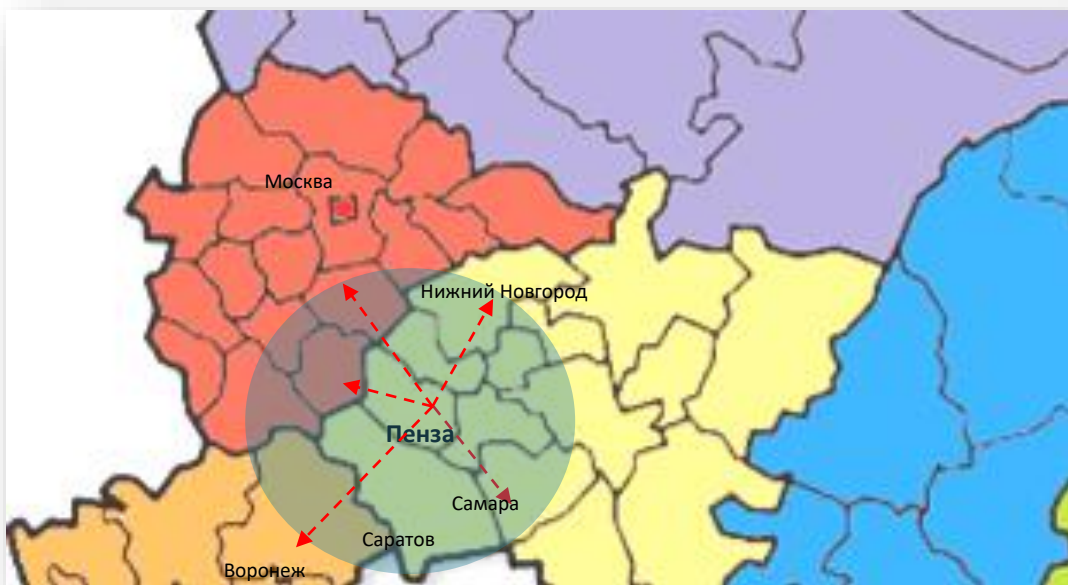 Москва
Нижний Новгород
Пенза
Самара
Саратов
Воронеж